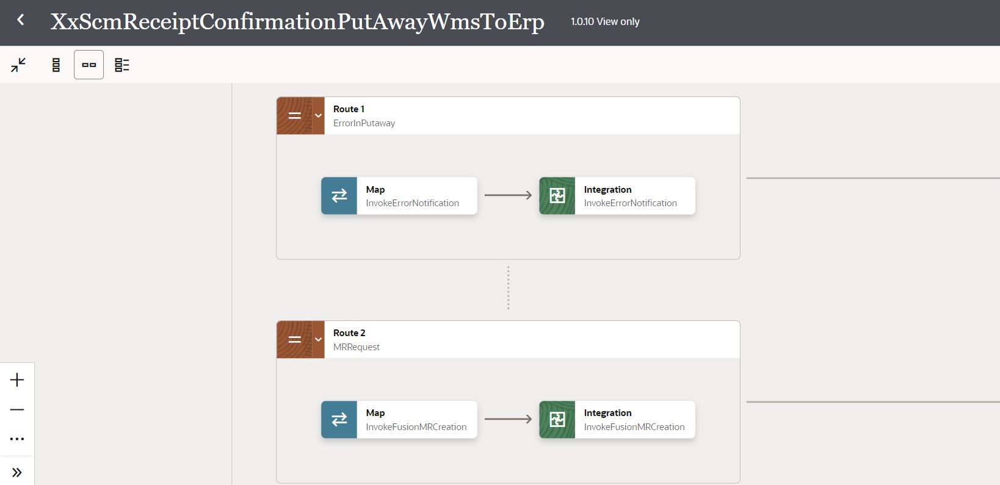 XxScmReceiptConfirmationPutAwayWmsToErp 1.0.10 View only
Route 1
ErrorInPutaway
Map
InvokeErrorNotification
Integration
InvokeErrorNotification
Route 2
MRRequest
Map
InvokeFusionMRCreation
Integration
InvokeFusionMRCreation